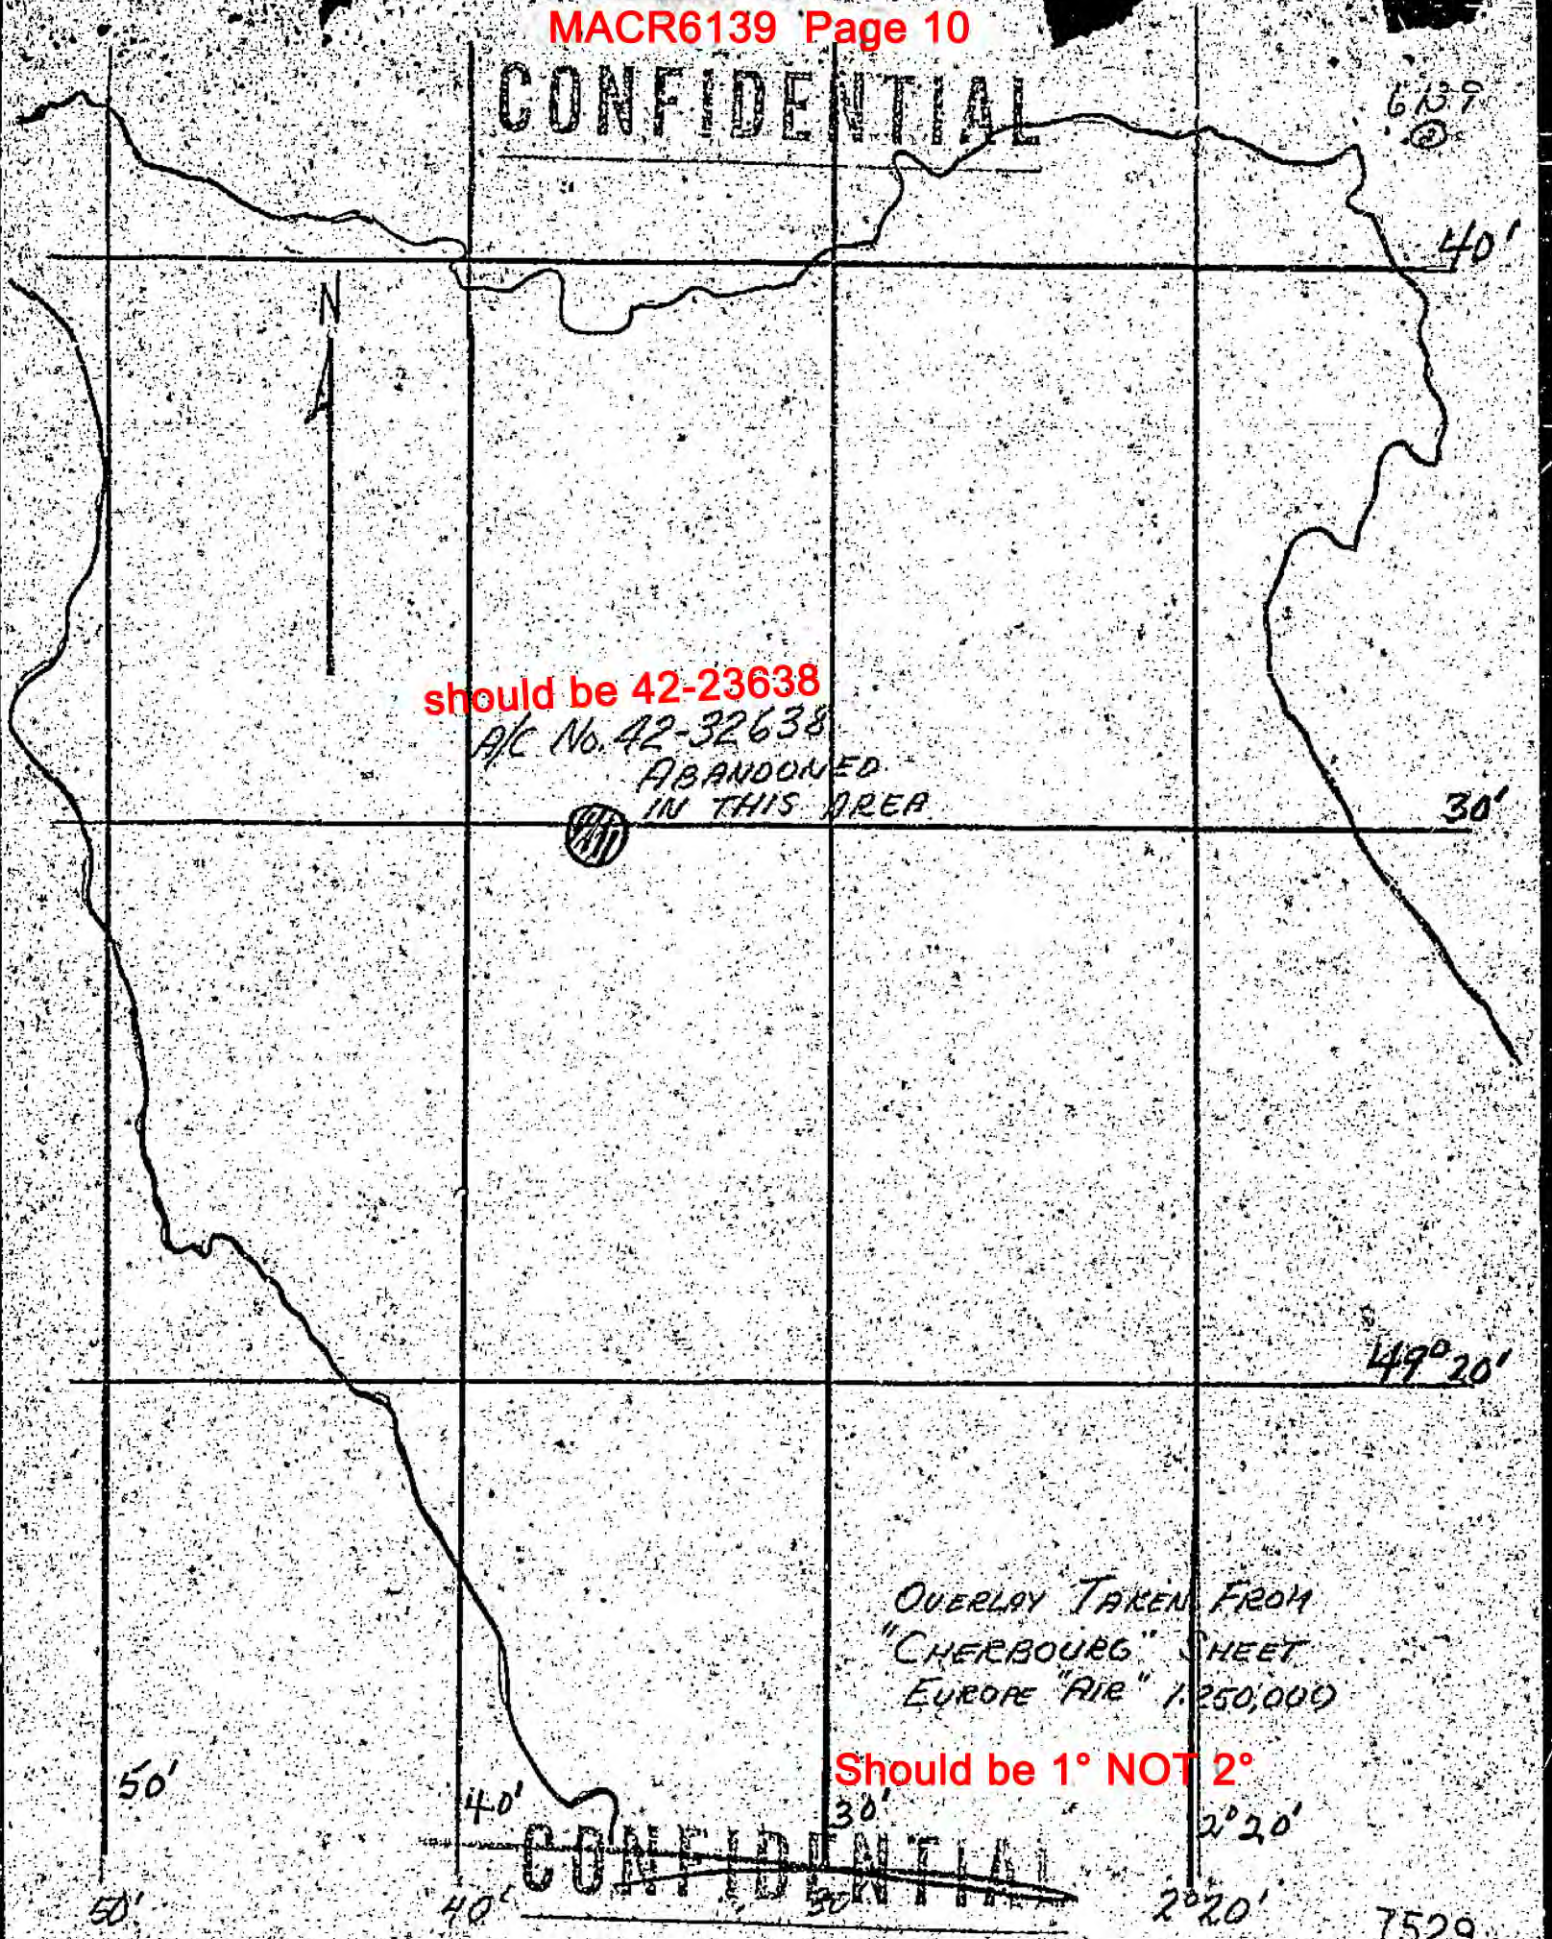 MACR6139 Page 10
CONFIDENTIAL
6139
40'
N
should be 42-23638
A/C No. 42-32638
ABANDONED
IN THIS AREA
30'
49° 20'
OVERLAY TAKEN FROM
"CHERBOURG" SHEET
EUROPE "AIR" 1:250,000
Should be 1° NOT 2°
50' 40' 30' 2° 20'
CONFIDENTIAL
50' 40' 30' 2° 20'
7529